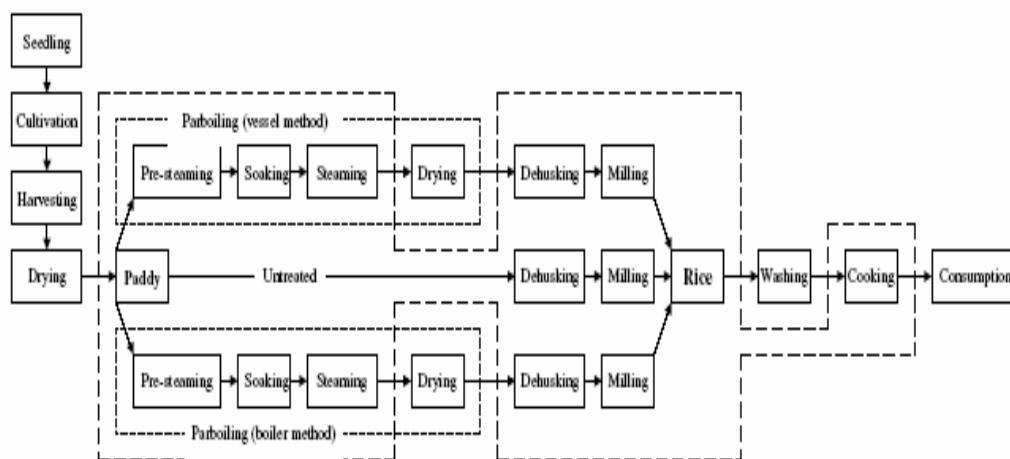 Seedling
Cultivation
Harvesting
Drying
Parboiling (vessel method)
Pre-steaming
Soaking
Steaming
Drying
Dehusking
Milling
Paddy
Untreated
Dehusking
Milling
Rice
Washing
Cooking
Consumption
Pre-steaming
Soaking
Steaming
Drying
Dehusking
Milling
Parboiling (boiler method)